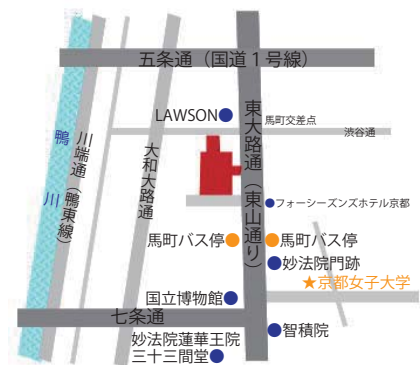 五条通（国道１号線）
LAWSON
馬町交差点
渋谷通
東大路通（東山通り）
鴨川
川端通（鴨東線）
大和大路通
フォーシーズンズホテル京都
馬町バス停
馬町バス停
妙法院門跡
★京都女子大学
国立博物館
七条通
智積院
妙法院蓮華王院
三十三間堂